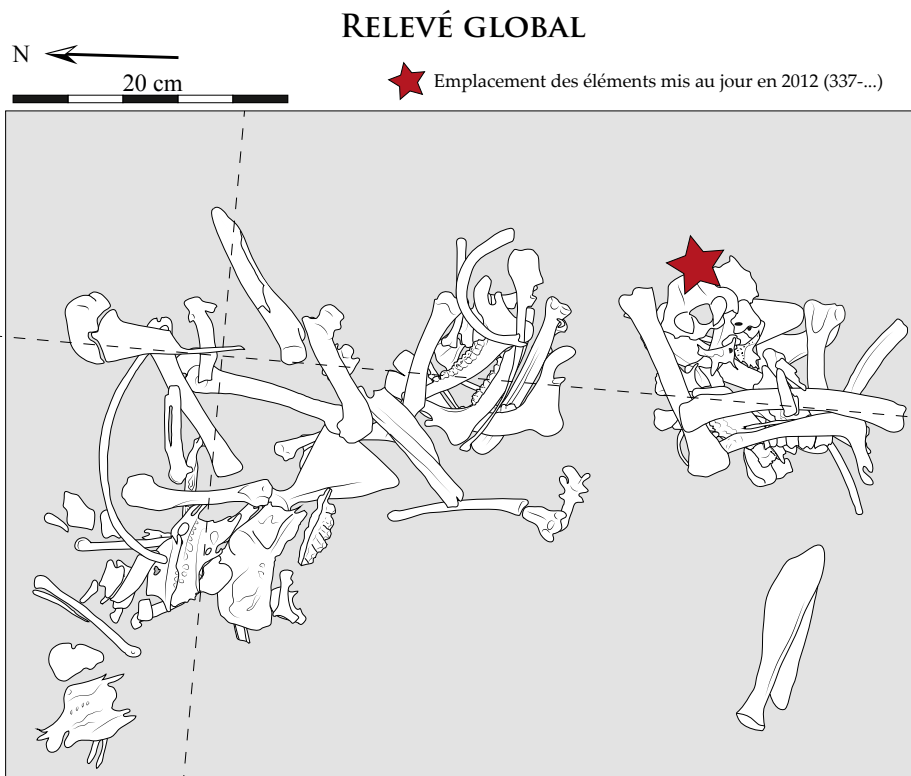 RELEVÉ GLOBAL
N
20 cm
Emplacement des éléments mis au jour en 2012 (337-...)